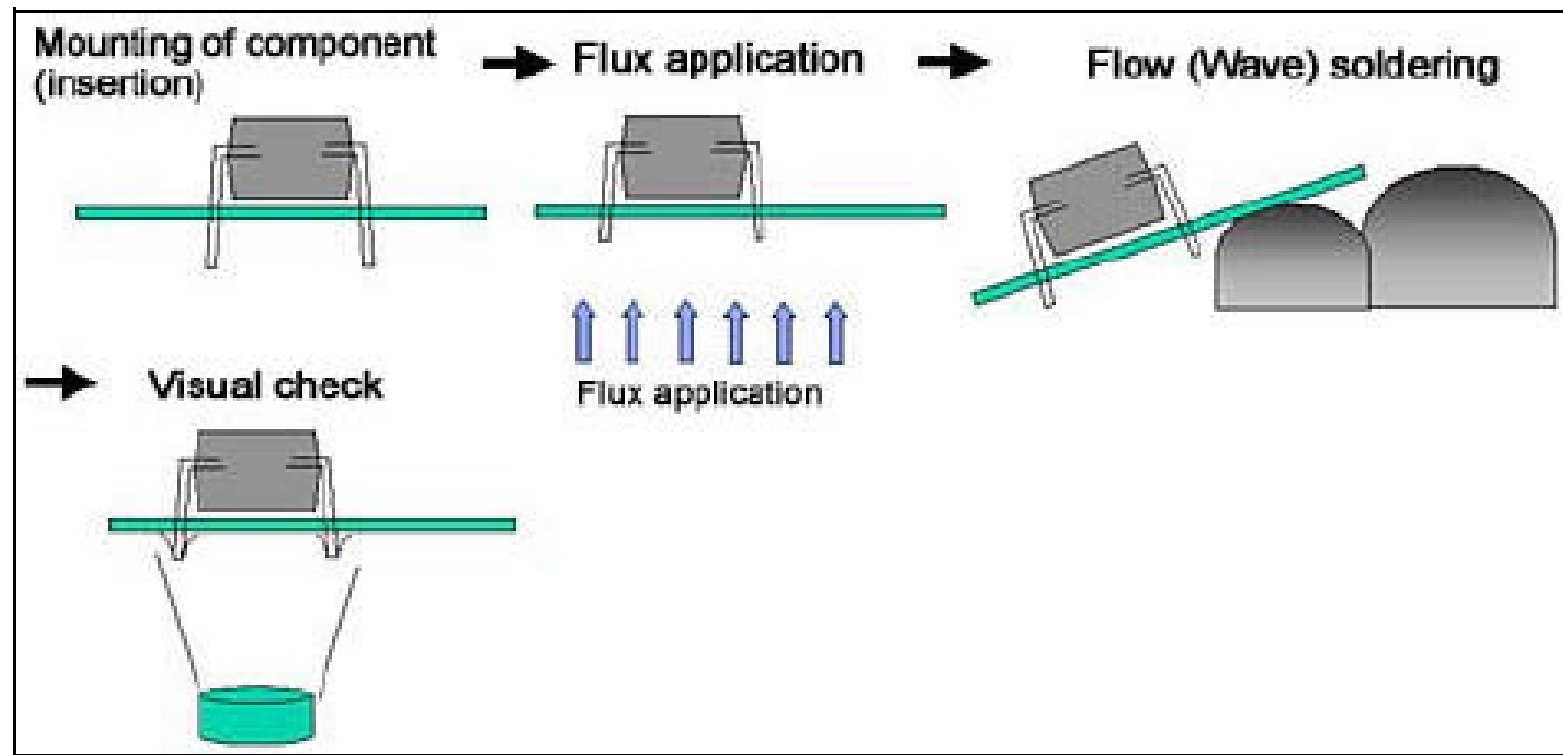 Mounting of component
(insertion)
Flux application
Flow (Wave) soldering
Flux application
Visual check